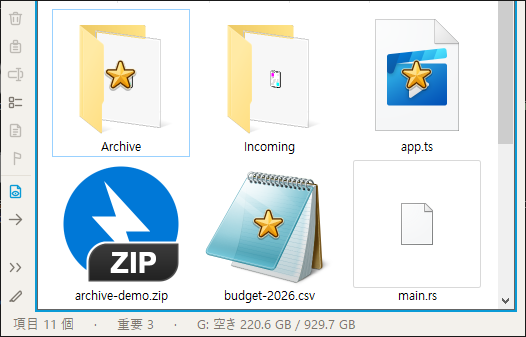 Archive
Incoming
app.ts
ZIP
archive-demo.zip
budget-2026.csv
main.rs
項目 11 個 · 重要 3 · G: 空き 220.6 GB / 929.7 GB